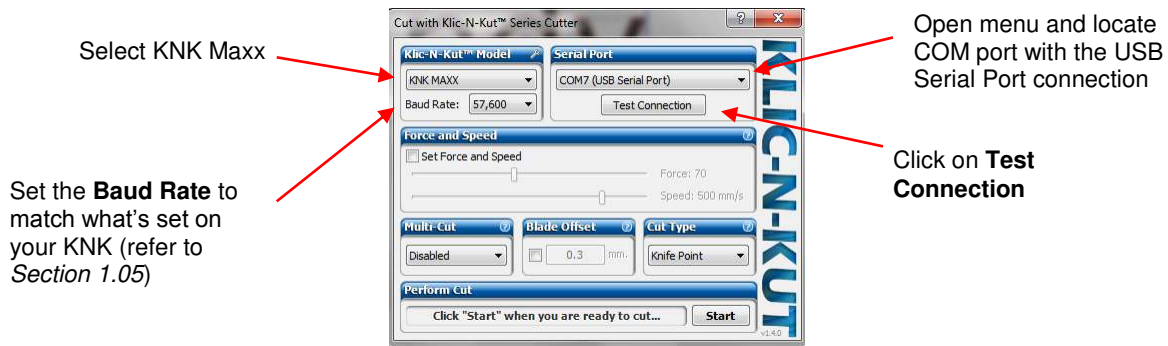 Select KNK Maxx
Set the Baud Rate to
match what's set on
your KNK (refer to
Section 1.05)
Cut with Klic-N-Kut™ Series Cutter
Klic-N-Kut™ Model
KNK MAXX
Baud Rate: 57,600
Serial Port
COM7 (USB Serial Port)
Test Connection
Force and Speed
Set Force and Speed
Force: 70
Speed: 500 mm/s
Multi-Cut
Disabled
Blade Offset
0.3 mm.
Cut Type
Knife Point
Perform Cut
Click "Start" when you are ready to cut...
Start
KLIC-N-KUT
v1.4.0
Open menu and locate
COM port with the USB
Serial Port connection
Click on Test
Connection